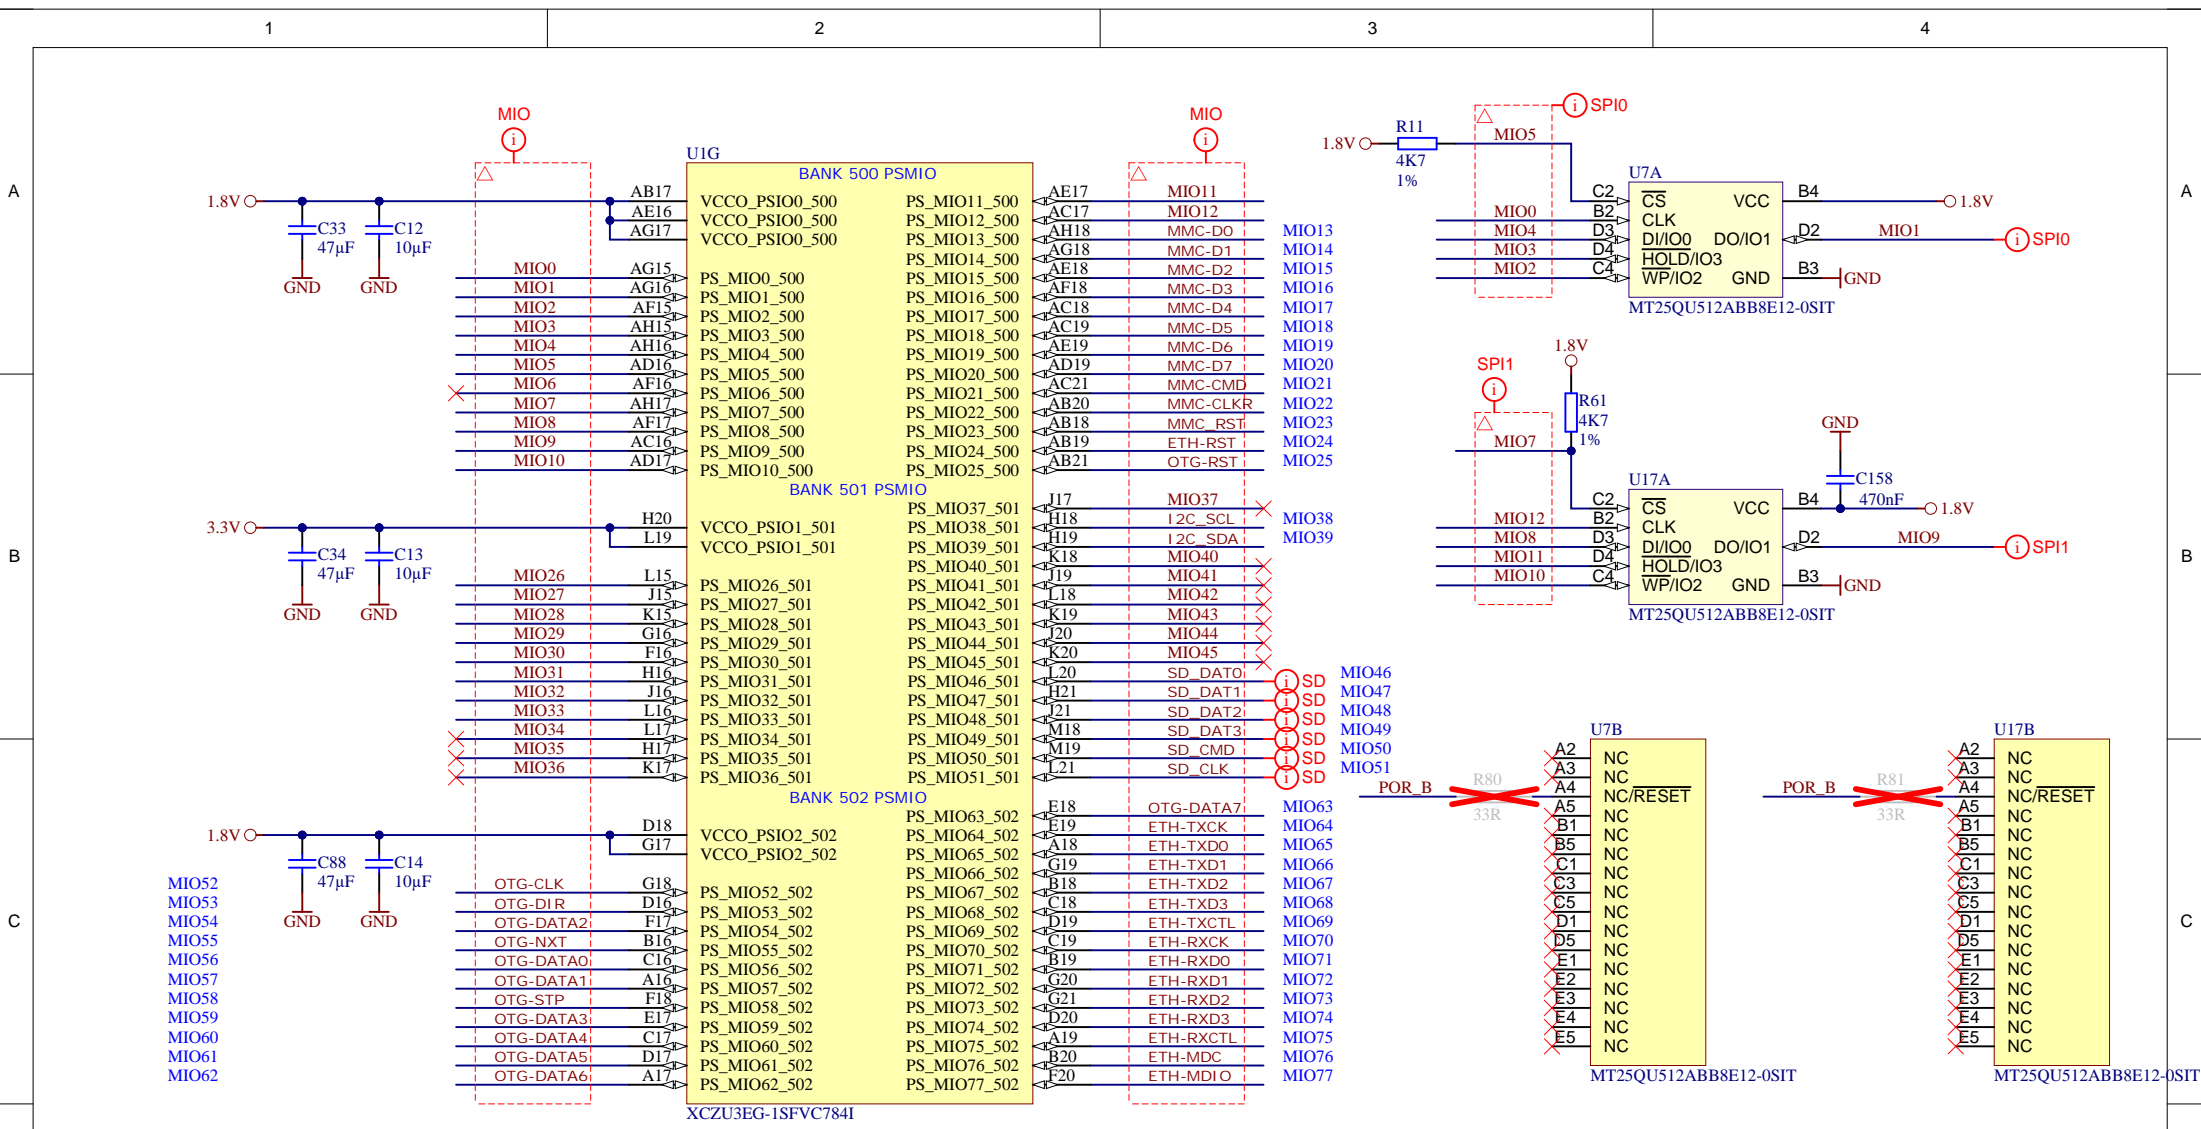 1 2 3 4
A A
B B
C C
MIO
MIO
U1G
BANK 500 PSMIO
1.8V
C33
47µF
GND
C12
10µF
GND
AB17 VCCO_PSIO0_500
AE16 VCCO_PSIO0_500
AG17 VCCO_PSIO0_500
MIO0 AG15 PS_MIO0_500
MIO1 AG16 PS_MIO1_500
MIO2 AF15 PS_MIO2_500
MIO3 AH15 PS_MIO3_500
MIO4 AH16 PS_MIO4_500
MIO5 AD16 PS_MIO5_500
MIO6 AF16 PS_MIO6_500
MIO7 AH17 PS_MIO7_500
MIO8 AF17 PS_MIO8_500
MIO9 AC16 PS_MIO9_500
MIO10 AD17 PS_MIO10_500
PS_MIO11_500 AE17 MIO11
PS_MIO12_500 AC17 MIO12
PS_MIO13_500 AH18 MMC-D0 MIO13
PS_MIO14_500 AG18 MMC-D1 MIO14
PS_MIO15_500 AE18 MMC-D2 MIO15
PS_MIO16_500 AF18 MMC-D3 MIO16
PS_MIO17_500 AC18 MMC-D4 MIO17
PS_MIO18_500 AC19 MMC-D5 MIO18
PS_MIO19_500 AE19 MMC-D6 MIO19
PS_MIO20_500 AD19 MMC-D7 MIO20
PS_MIO21_500 AC21 MMC-CMD MIO21
PS_MIO22_500 AB20 MMC-CLKR MIO22
PS_MIO23_500 AB18 MMC_RST MIO23
PS_MIO24_500 AB19 ETH-RST MIO24
PS_MIO25_500 AB21 OTG-RST MIO25
BANK 501 PSMIO
3.3V
C34
47µF
GND
C13
10µF
GND
H20 VCCO_PSIO1_501
L19 VCCO_PSIO1_501
MIO26 L15 PS_MIO26_501
MIO27 J15 PS_MIO27_501
MIO28 K15 PS_MIO28_501
MIO29 G16 PS_MIO29_501
MIO30 F16 PS_MIO30_501
MIO31 H16 PS_MIO31_501
MIO32 J16 PS_MIO32_501
MIO33 L16 PS_MIO33_501
MIO34 L17 PS_MIO34_501
MIO35 H17 PS_MIO35_501
MIO36 K17 PS_MIO36_501
PS_MIO37_501 J17 MIO37
PS_MIO38_501 H18 I2C_SCL MIO38
PS_MIO39_501 H19 I2C_SDA MIO39
PS_MIO40_501 K18 MIO40
PS_MIO41_501 J19 MIO41
PS_MIO42_501 L18 MIO42
PS_MIO43_501 K19 MIO43
PS_MIO44_501 J20 MIO44
PS_MIO45_501 K20 MIO45
PS_MIO46_501 L20 SD_DAT0 i SD MIO46
PS_MIO47_501 H21 SD_DAT1 i SD MIO47
PS_MIO48_501 J21 SD_DAT2 i SD MIO48
PS_MIO49_501 M18 SD_DAT3 i SD MIO49
PS_MIO50_501 M19 SD_CMD i SD MIO50
PS_MIO51_501 L21 SD_CLK i SD MIO51
BANK 502 PSMIO
1.8V
C88
47µF
GND
C14
10µF
GND
D18 VCCO_PSIO2_502
G17 VCCO_PSIO2_502
MIO52 OTG-CLK G18 PS_MIO52_502
MIO53 OTG-DIR D16 PS_MIO53_502
MIO54 OTG-DATA2 F17 PS_MIO54_502
MIO55 OTG-NXT B16 PS_MIO55_502
MIO56 OTG-DATA0 C16 PS_MIO56_502
MIO57 OTG-DATA1 A16 PS_MIO57_502
MIO58 OTG-STP F18 PS_MIO58_502
MIO59 OTG-DATA3 E17 PS_MIO59_502
MIO60 OTG-DATA4 C17 PS_MIO60_502
MIO61 OTG-DATA5 D17 PS_MIO61_502
MIO62 OTG-DATA6 A17 PS_MIO62_502
PS_MIO63_502 E18 OTG-DATA7 MIO63
PS_MIO64_502 E19 ETH-TXCK MIO64
PS_MIO65_502 A18 ETH-TXD0 MIO65
PS_MIO66_502 G19 ETH-TXD1 MIO66
PS_MIO67_502 B18 ETH-TXD2 MIO67
PS_MIO68_502 C18 ETH-TXD3 MIO68
PS_MIO69_502 D19 ETH-TXCTL MIO69
PS_MIO70_502 C19 ETH-RXCK MIO70
PS_MIO71_502 B19 ETH-RXD0 MIO71
PS_MIO72_502 G20 ETH-RXD1 MIO72
PS_MIO73_502 G21 ETH-RXD2 MIO73
PS_MIO74_502 D20 ETH-RXD3 MIO74
PS_MIO75_502 A19 ETH-RXCTL MIO75
PS_MIO76_502 B20 ETH-MDC MIO76
PS_MIO77_502 F20 ETH-MDIO MIO77
XCZU3EG-1SFVC784I
i SPI0
1.8V R11 MIO5
4K7
1%
U7A
C2 CS VCC B4 1.8V
MIO0 B2 CLK
MIO4 D3 DI/IO0 DO/IO1 D2 MIO1 i SPI0
MIO3 D4 HOLD/IO3
MIO2 C4 WP/IO2 GND B3 GND
MT25QU512ABB8E12-0SIT
1.8V
SPI1
i
R61
4K7
1%
MIO7
GND
C158
470nF
U17A
C2 CS VCC B4 1.8V
MIO12 B2 CLK
MIO8 D3 DI/IO0 DO/IO1 D2 MIO9 i SPI1
MIO11 D4 HOLD/IO3
MIO10 C4 WP/IO2 GND B3 GND
MT25QU512ABB8E12-0SIT
U7B
A2 NC
A3 NC
POR_B R80 33R A4 NC/RESET
A5 NC
B1 NC
B5 NC
C1 NC
C3 NC
C5 NC
D1 NC
D5 NC
E1 NC
E2 NC
E3 NC
E4 NC
E5 NC
MT25QU512ABB8E12-0SIT
U17B
A2 NC
A3 NC
POR_B R81 33R A4 NC/RESET
A5 NC
B1 NC
B5 NC
C1 NC
C3 NC
C5 NC
D1 NC
D5 NC
E1 NC
E2 NC
E3 NC
E4 NC
E5 NC
MT25QU512ABB8E12-0SIT